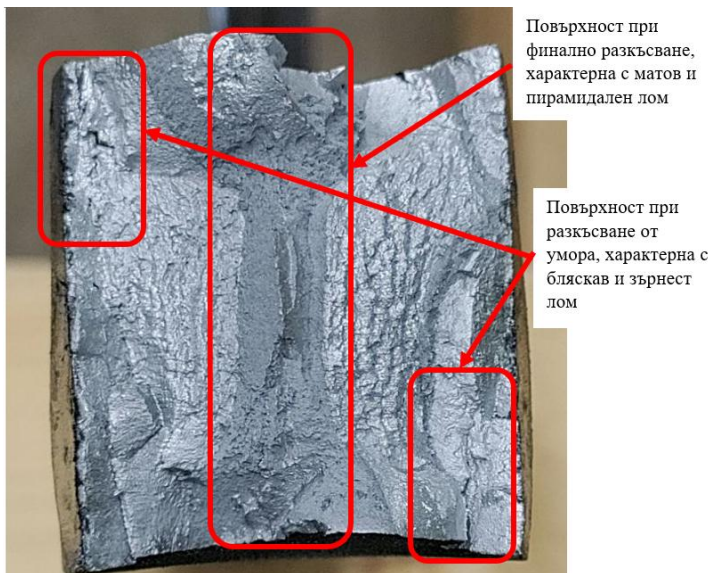 Повърхност при
финално разкъсване,
характерна с матов и
пирамидален лом
Повърхност при
разкъсване от
умора, характерна с
бляскав и зърнест
лом